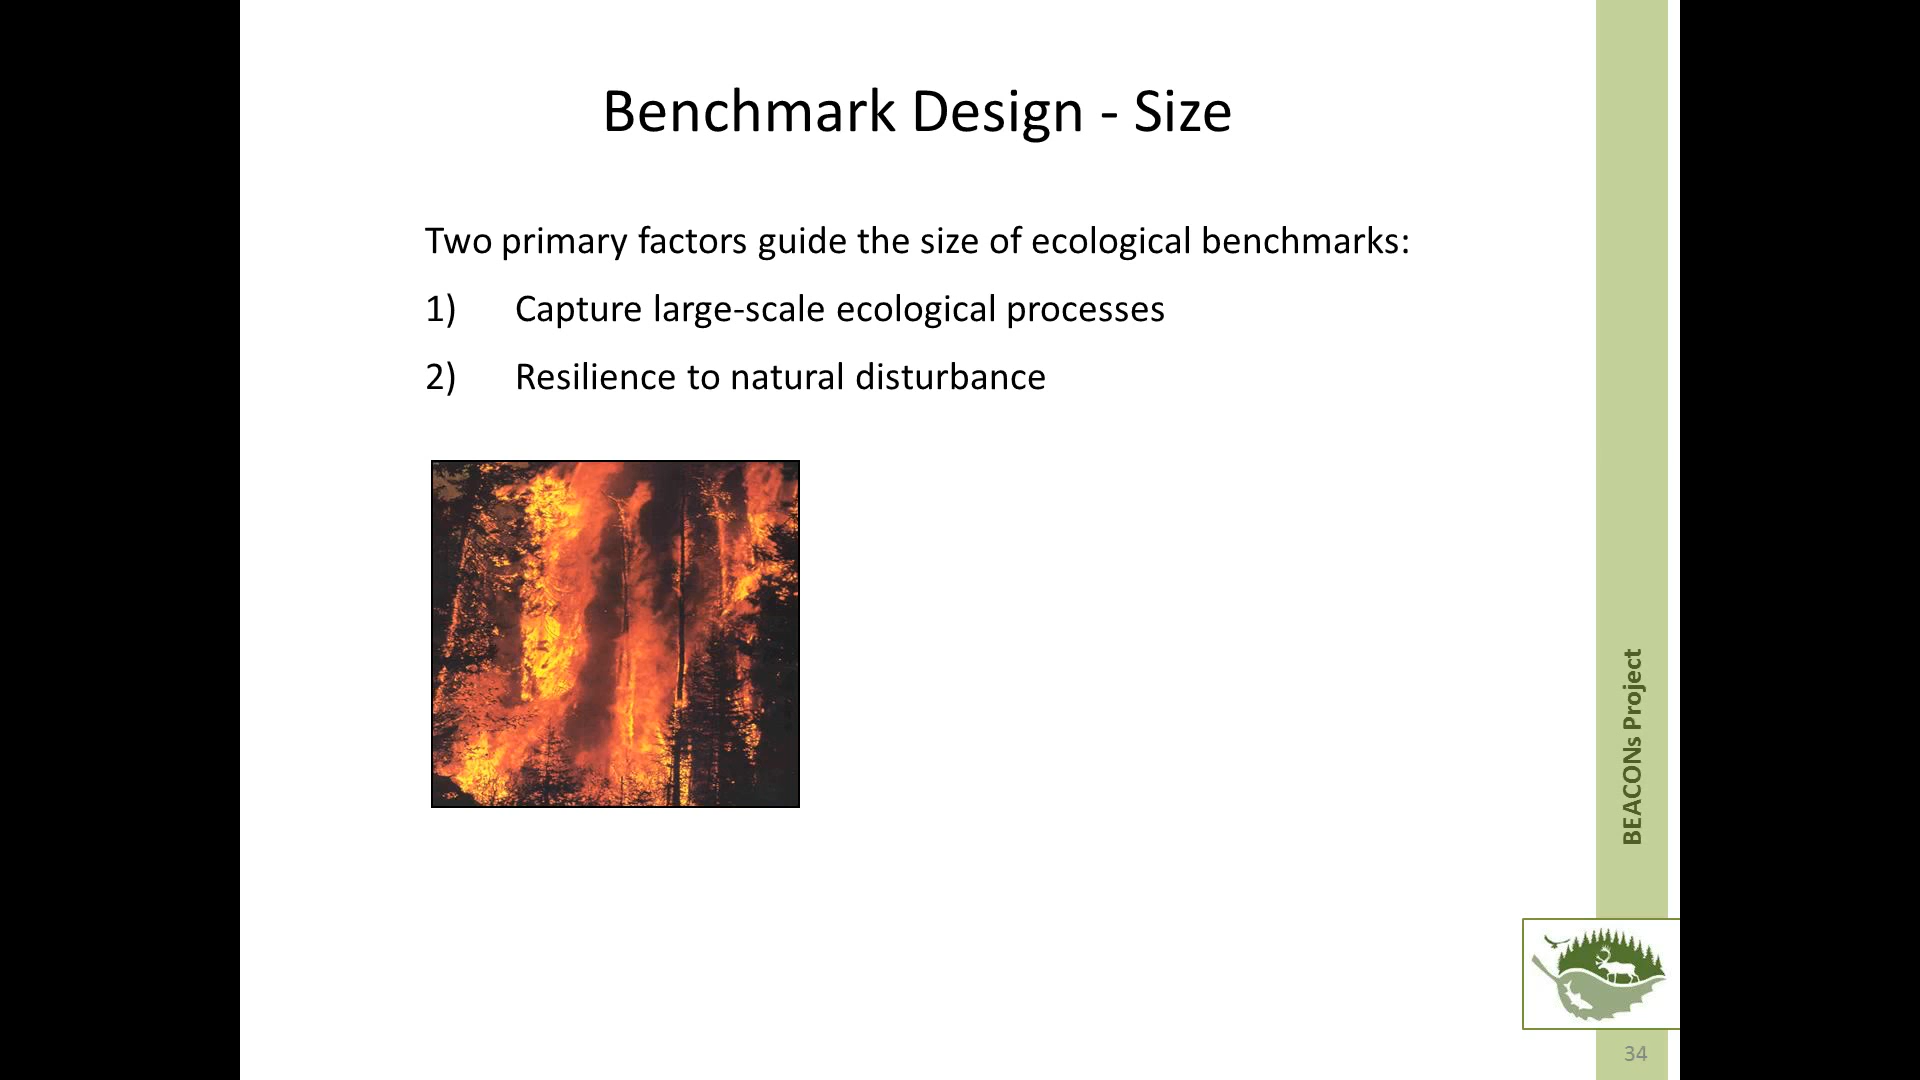 Benchmark Design - Size
Two primary factors guide the size of ecological benchmarks:
1) Capture large-scale ecological processes
2) Resilience to natural disturbance
BEACONs Project
34